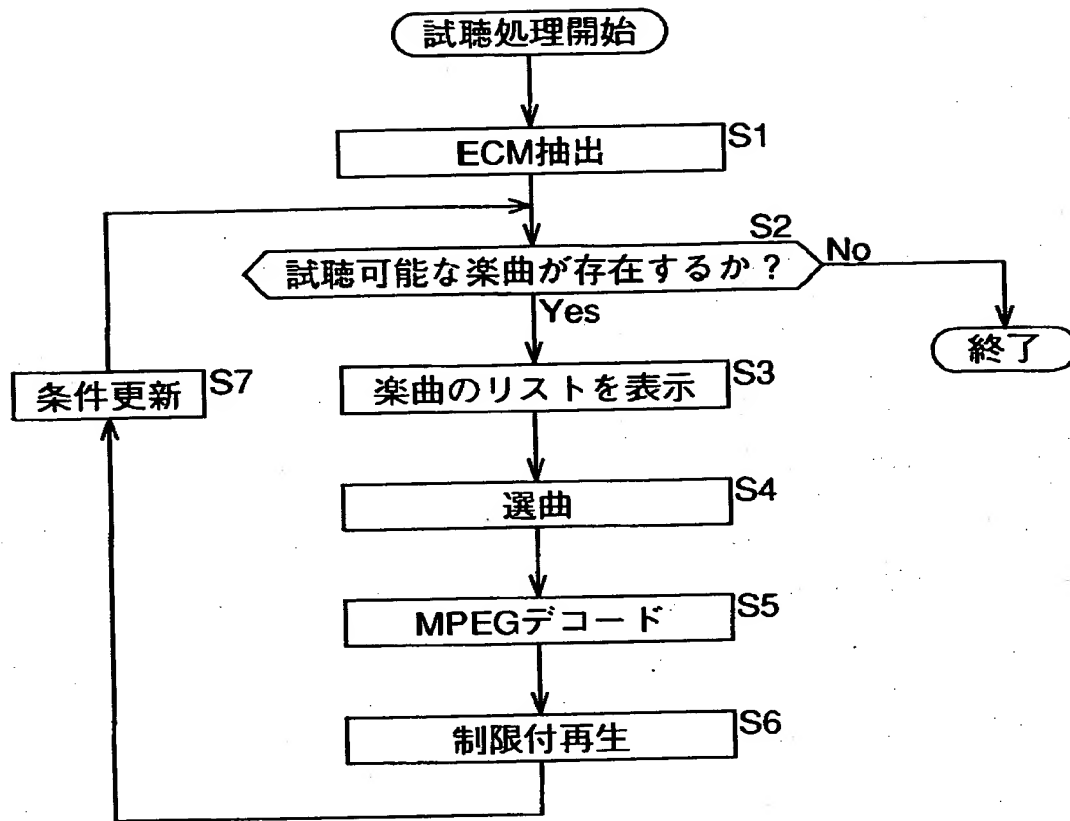 試聴処理開始
ECM抽出
S1
S2
試聴可能な楽曲が存在するか？
No
Yes
終了
楽曲のリストを表示
S3
条件更新
S7
選曲
S4
MPEGデコード
S5
制限付再生
S6